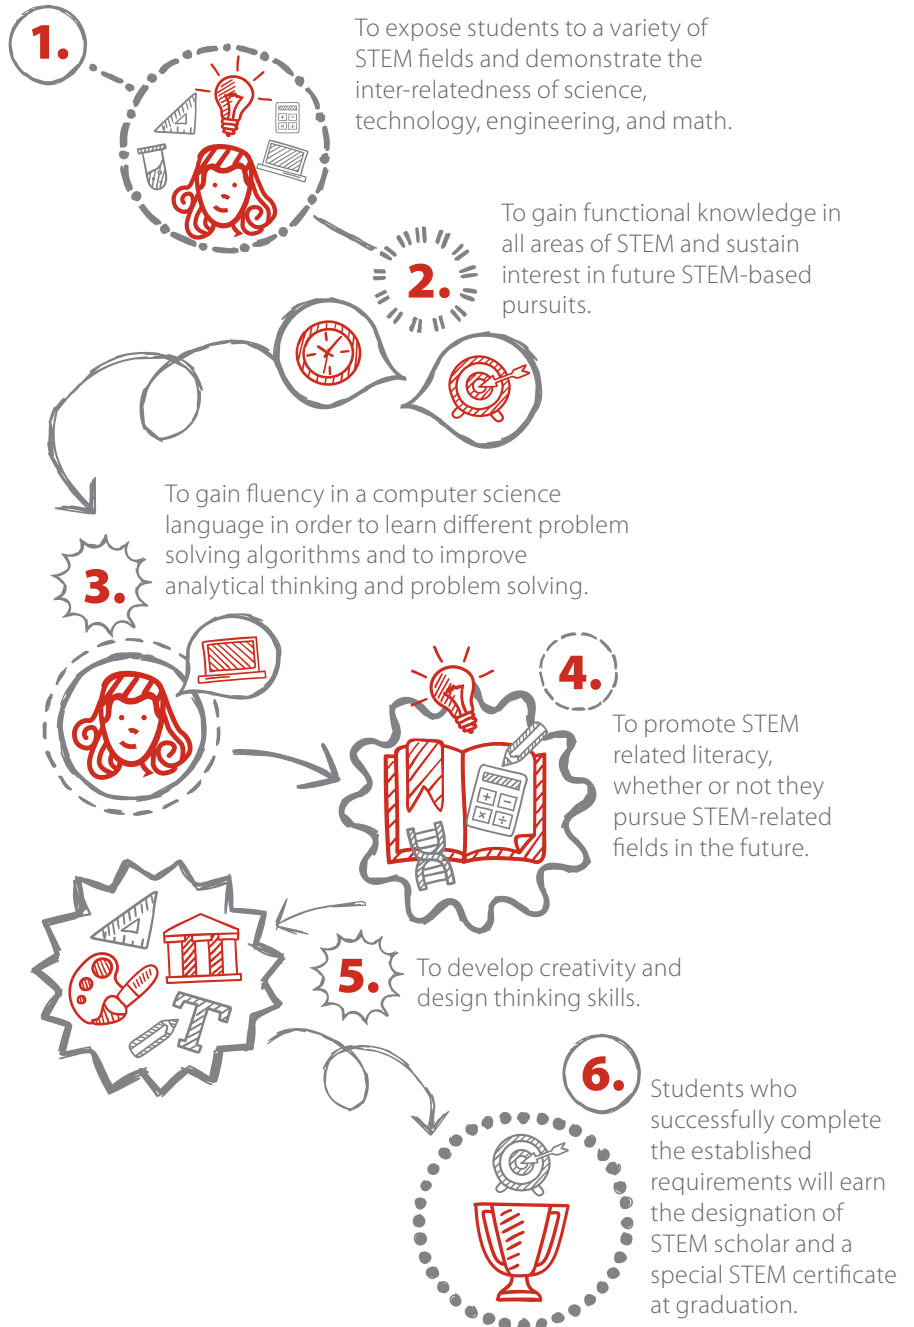 1.
To expose students to a variety of
STEM fields and demonstrate the
inter-relatedness of science,
technology, engineering, and math.
2.
To gain functional knowledge in
all areas of STEM and sustain
interest in future STEM-based
pursuits.
3.
To gain fluency in a computer science
language in order to learn different problem
solving algorithms and to improve
analytical thinking and problem solving.
4.
To promote STEM
related literacy,
whether or not they
pursue STEM-related
fields in the future.
T
5.
To develop creativity and
design thinking skills.
6.
Students who
successfully complete
the established
requirements will earn
the designation of
STEM scholar and a
special STEM certificate
at graduation.